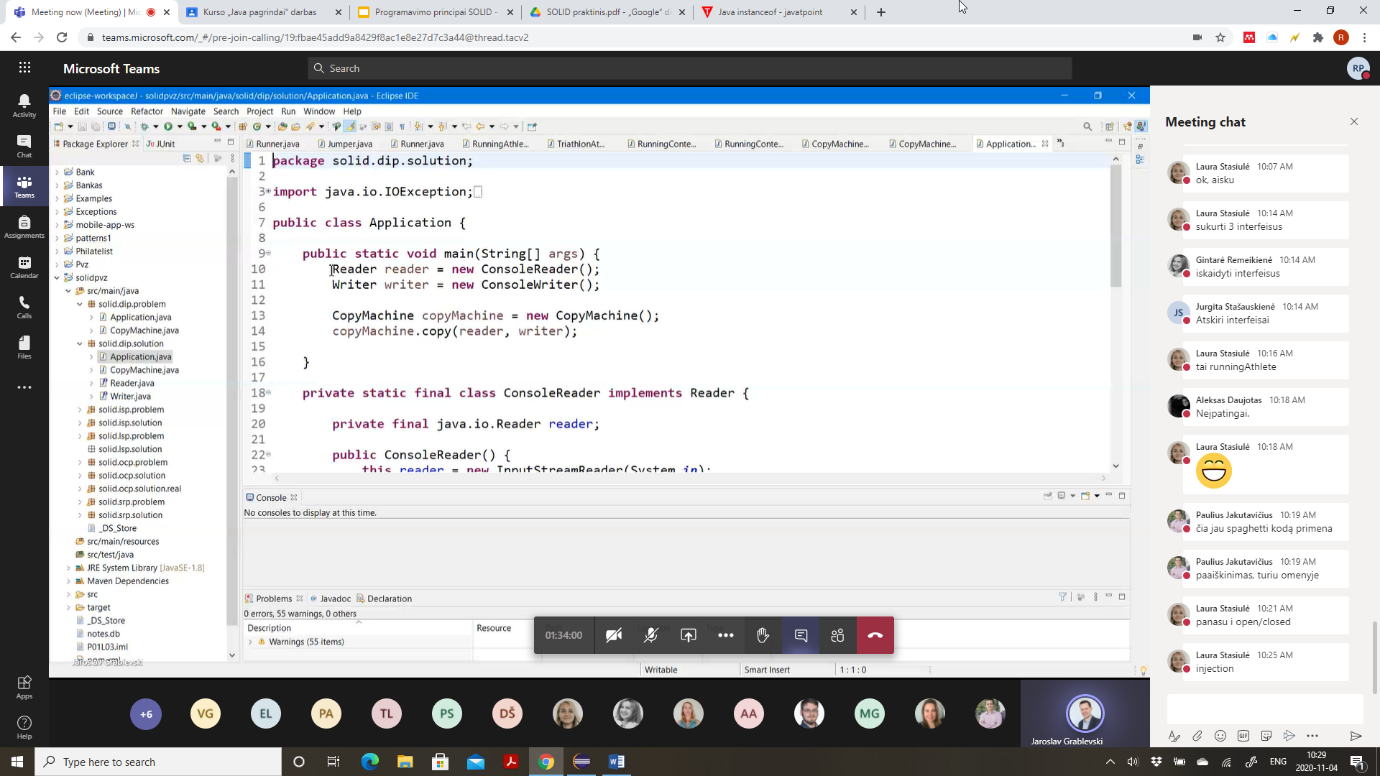 Teams now (Meeting) | Mic
Kurso „Java pagrindai" darbas
Programavimo principai SOLID -
SOLID praktinis.pdf - „Google" d
Java instanceof - javatpoint
teams.microsoft.com/_#/pre-join-calling/19:fbae45add9a8429f8ac1e8e27d7c3a44@thread.tacv2
R
Microsoft Teams
Search
RP
Activity
Chat
Teams
Assignments
Calendar
Calls
Files
Apps
Help
eclipse-workspaceJ - solidpvz/src/main/java/solid/dip/solution/Application.java - Eclipse IDE
File Edit Source Refactor Navigate Search Project Run Window Help
Package Explorer
JUnit
Runner.java
Jumper.java
RunningAthle...
Runner.java
TriathlonAt...
RunningConte...
RunningConte...
CopyMachine...
CopyMachine...
Application...
Bank
Bankas
Examples
Exceptions
mobile-app-ws
patterns1
Philatelist
Pvz
solidpvz
src/main/java
solid.dip.problem
Application.java
CopyMachine.java
solid.dip.solution
Application.java
CopyMachine.java
Reader.java
Writer.java
solid.isp.problem
solid.isp.solution
solid.lsp.problem
solid.lsp.solution
solid.ocp.problem
solid.ocp.solution
solid.ocp.solution.real
solid.srp.problem
solid.srp.solution
_DS_Store
src/main/resources
src/test/java
JRE System Library [JavaSE-1.8]
Maven Dependencies
src
target
_DS_Store
notes.db
P01L03.iml
Jaroslav Grablevski
1 package solid.dip.solution;
2
3 import java.io.IOException;
6
7 public class Application {
8
9 public static void main(String[] args) {
10 Reader reader = new ConsoleReader();
11 Writer writer = new ConsoleWriter();
12
13 CopyMachine copyMachine = new CopyMachine();
14 copyMachine.copy(reader, writer);
15
16 }
17
18 private static final class ConsoleReader implements Reader {
19
20 private final java.io.Reader reader;
21
22 public ConsoleReader() {
23 this.reader = new InputStreamReader(System.in);
Console
No consoles to display at this time.
Problems
Javadoc
Declaration
0 errors, 55 warnings, 0 others
Description
Resource
Warnings (55 items)
01:34:00
Writable
Smart Insert
1 : 1 : 0
Meeting chat
Laura Stasiulė 10:07 AM
ok, aisku
Laura Stasiulė 10:14 AM
sukurti 3 interfeisus
Gintarė Remeikienė 10:14 AM
iskaidyti interfeisus
JS
Jurgita Stašauskienė 10:14 AM
Atskiri interfeisai
Laura Stasiulė 10:16 AM
tai runningAthlete
Aleksas Daujotas 10:18 AM
Neįpatingai.
Laura Stasiulė 10:18 AM
Paulius Jakutavičius 10:19 AM
čia jau spaghetti kodą primena
Paulius Jakutavičius 10:19 AM
paaiškinimas, turiu omenyje
Laura Stasiulė 10:21 AM
panasu i open/closed
Laura Stasiulė 10:25 AM
injection
+6
VG
EL
PA
TL
PS
DŠ
AA
MG
Jaroslav Grablevski
Type here to search
ENG
10:29
2020-11-04
1